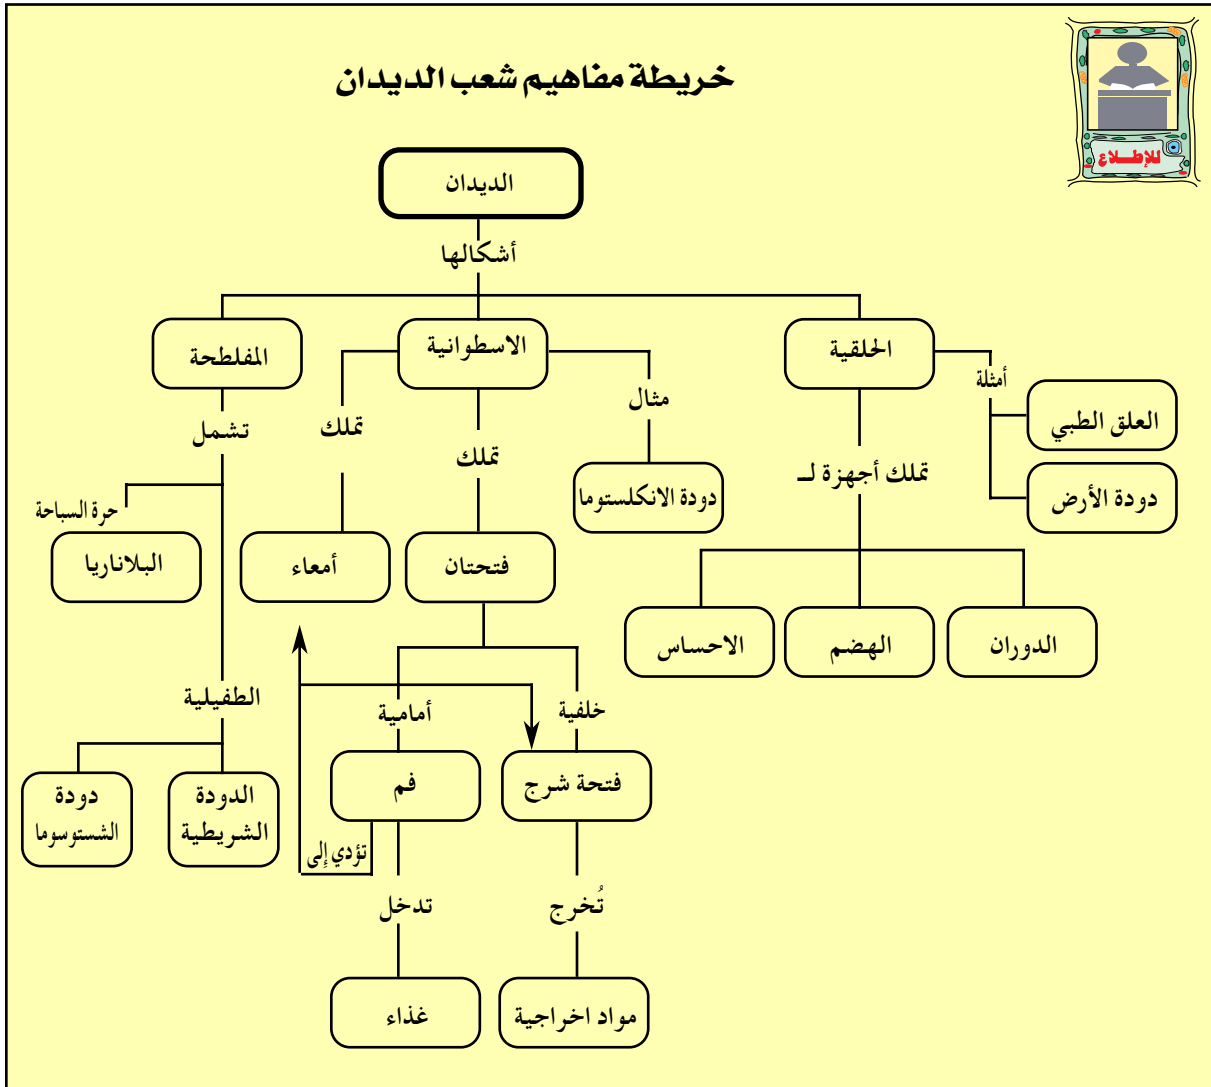 خريطة مفاهيم شعب الديدان
للإطــلاع
الديدان
أشكالها
الحلقية
الاسطوانية
المفلطحة
أمثلة
العلق الطبي
دودة الأرض
تملك أجهزة لــ
الدوران
الهضم
الاحساس
مثال
دودة الانكلستوما
تملك
تملك
فتحتان
أمعاء
خلفية
أمامية
فتحة شرج
فم
تؤدي إلى
تُخرج
تدخل
مواد اخراجية
غذاء
تشمل
حرة السباحة
البلاناريا
الطفيلية
الدودة
الشريطية
دودة
الشستوسوما